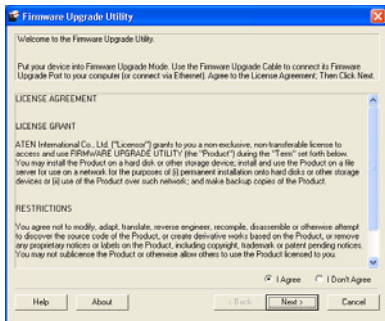 Firmware Upgrade Utility
Welcome to the Firmware Upgrade Utility.
Put your device into Firmware Upgrade Mode. Use the Firmware Upgrade Cable to connect its Firmware
Upgrade Port to your computer (or connect via Ethernet). Agree to the License Agreement; Then Click Next.
LICENSE AGREEMENT
LICENSE GRANT
ATEN International Co., Ltd. ("Licensor") grants to you a non-exclusive, non-transferable license to
access and use FIRMWARE UPGRADE UTILITY (the "Product") during the "Term" set forth below.
You may install the Product on a hard disk or other storage device; install and use the Product on a file
server for use on a network for the purposes of (i) permanent installation onto hard disks or other storage
devices or (ii) use of the Product over such network; and make backup copies of the Product.
RESTRICTIONS
You agree not to modify, adapt, translate, reverse engineer, recompile, disassemble or otherwise attempt
to discover the source code of the Product, or create derivative works based on the Product, or remove
any proprietary notices or labels on the Product, including copyright, trademark or patent pending notices.
You may not sublicense the Product or otherwise allow others to use the Product licensed to you.
I Agree I Don't Agree
Help About < Back Next > Cancel